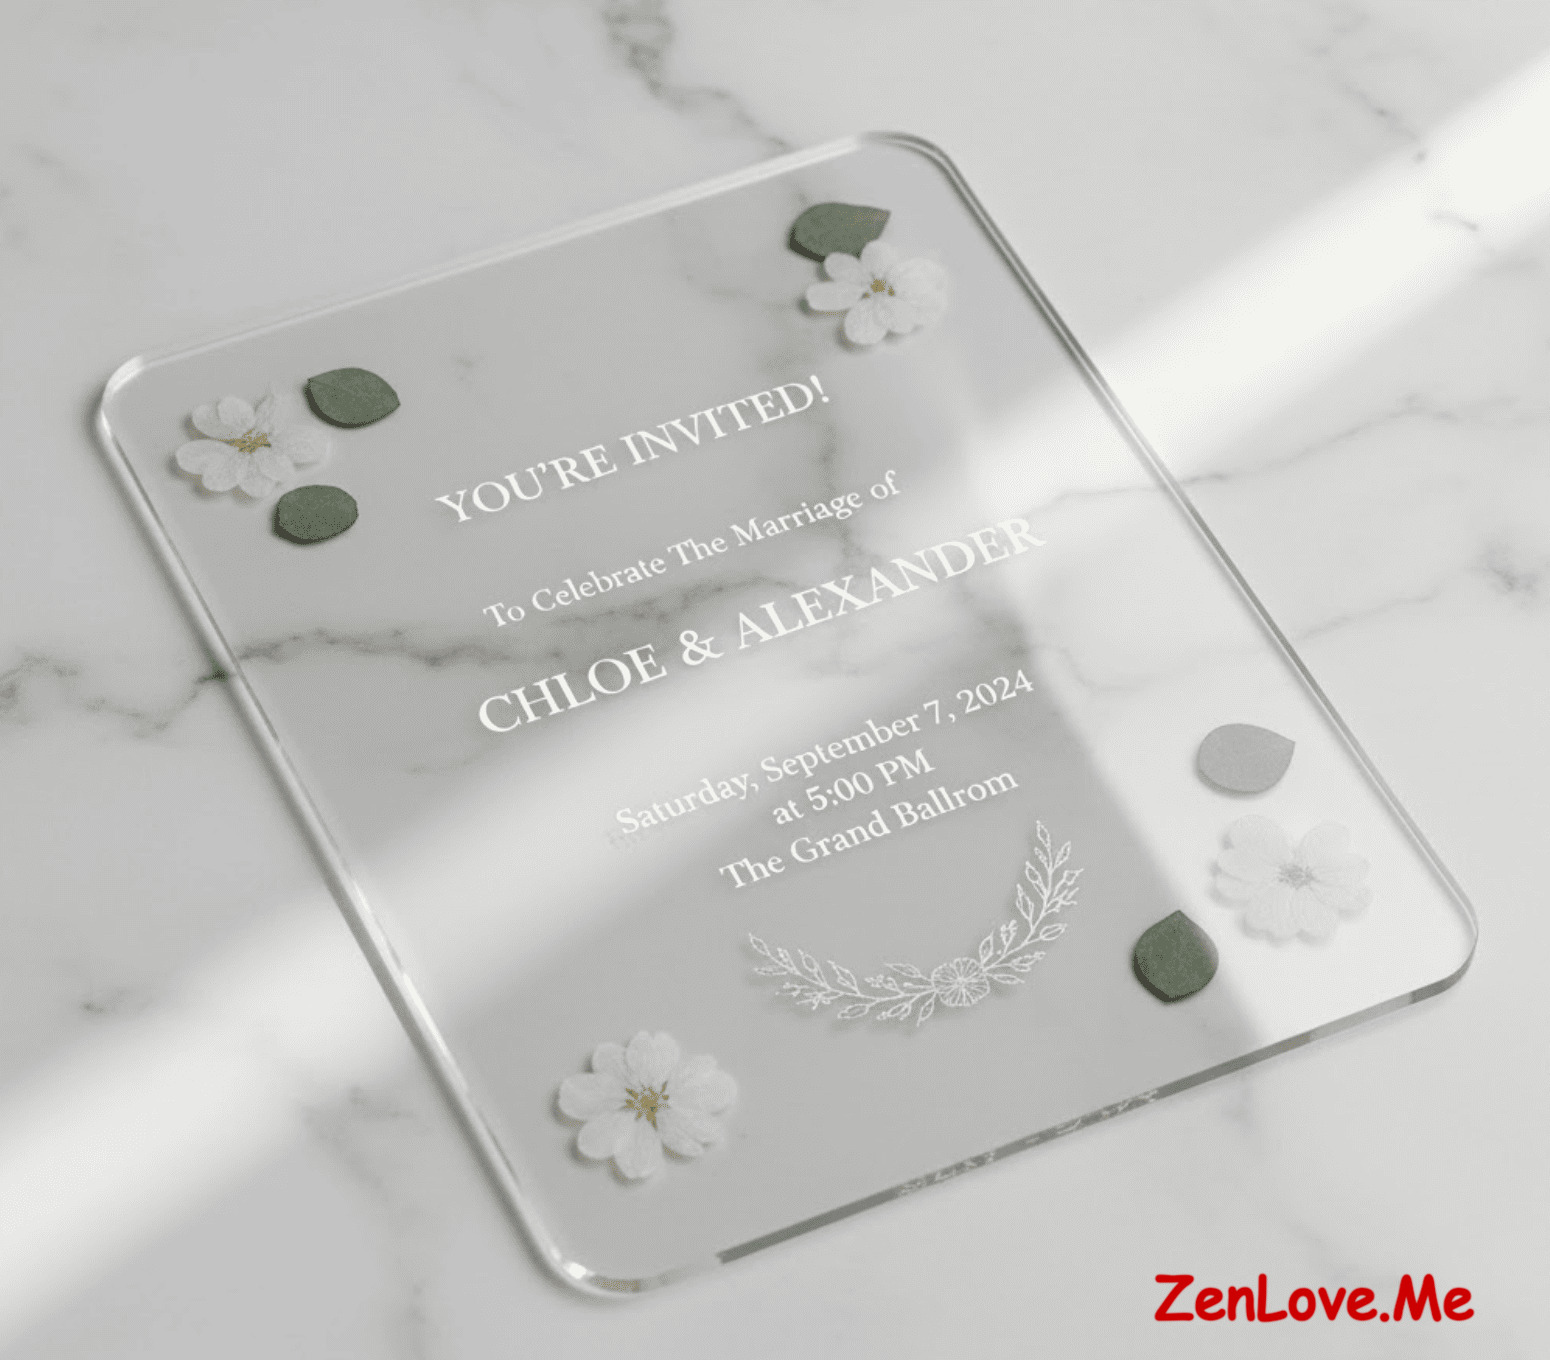 YOU'RE INVITED!
To Celebrate The Marriage of
CHLOE & ALEXANDER
Saturday, September 7, 2024
at 5:00 PM
The Grand Ballrom
ZenLove.Me